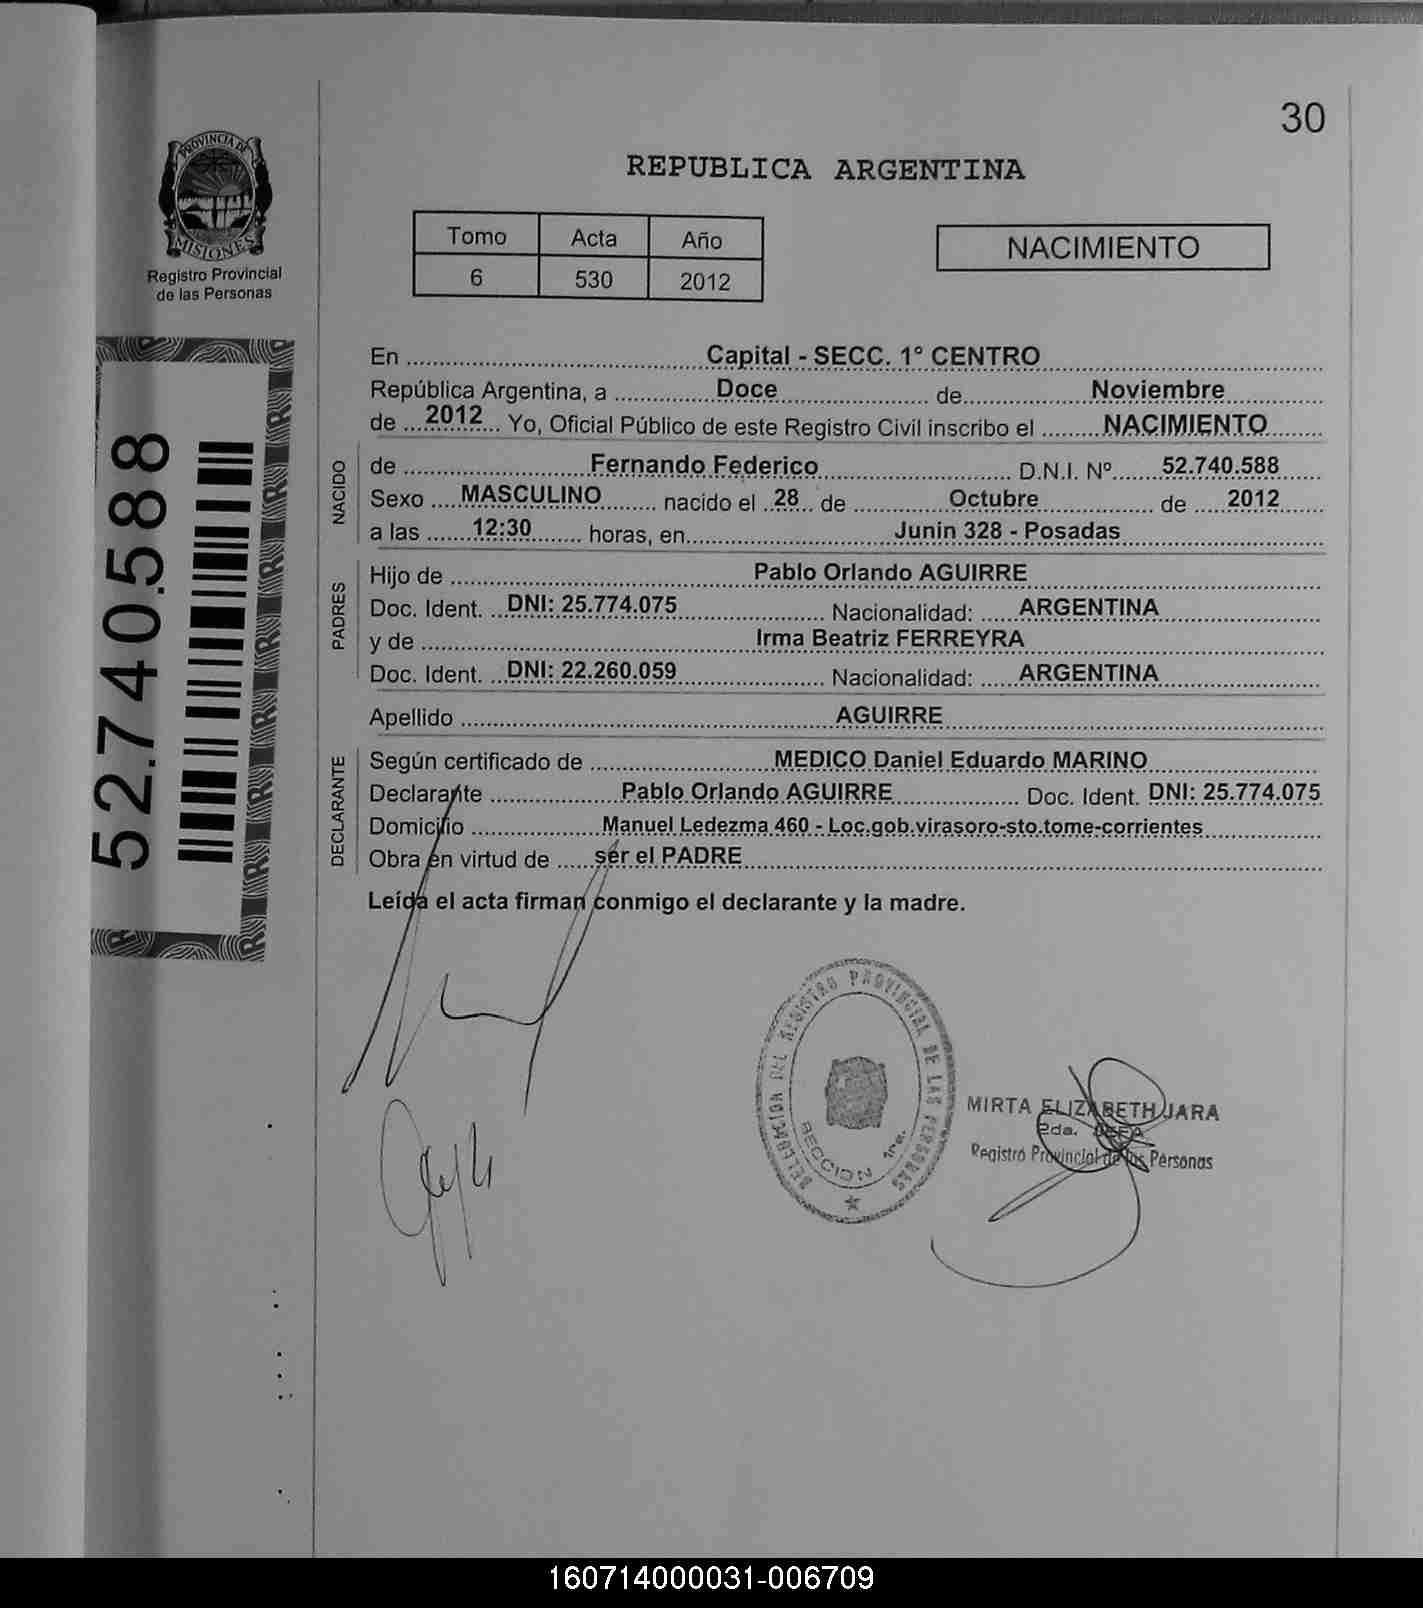 30
PROVINCIA DE
MISIONES
Registro Provincial
de las Personas
REPUBLICA ARGENTINA
Tomo Acta Año
6 530 2012
NACIMIENTO
52.740.588
En Capital - SECC. 1° CENTRO
República Argentina, a Doce de Noviembre
de 2012 Yo, Oficial Público de este Registro Civil inscribo el NACIMIENTO
NACIDO
de Fernando Federico D.N.I. Nº 52.740.588
Sexo MASCULINO nacido el 28 de Octubre de 2012
a las 12:30 horas, en Junin 328 - Posadas
PADRES
Hijo de Pablo Orlando AGUIRRE
Doc. Ident. DNI: 25.774.075 Nacionalidad: ARGENTINA
y de Irma Beatriz FERREYRA
Doc. Ident. DNI: 22.260.059 Nacionalidad: ARGENTINA
Apellido AGUIRRE
DECLARANTE
Según certificado de MEDICO Daniel Eduardo MARINO
Declarante Pablo Orlando AGUIRRE Doc. Ident. DNI: 25.774.075
Domicilio Manuel Ledezma 460 - Loc.gob.virasoro-sto.tome-corrientes
Obra en virtud de ser el PADRE
Leída el acta firman conmigo el declarante y la madre.
DELEGACION DEL REGISTRO PROVINCIAL DE LAS PERSONAS
SECCION 1ra.
MIRTA ELIZABETH JARA
2da. JEFA
Registro Provincial de las Personas
160714000031-006709